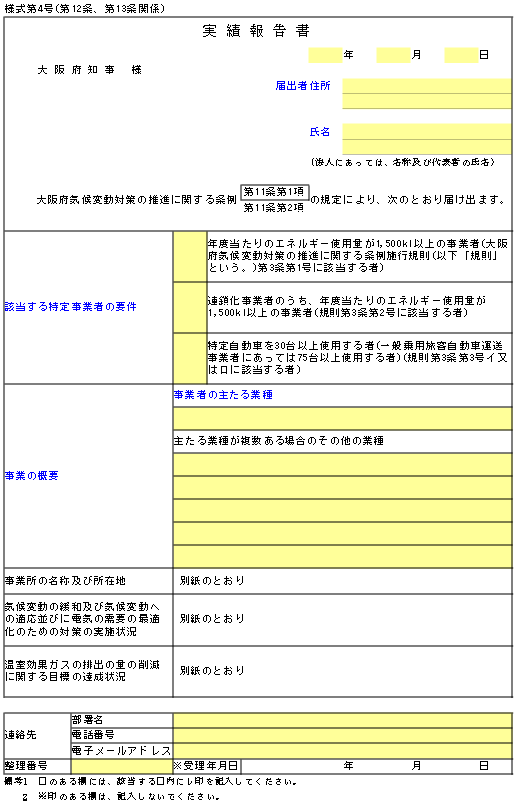 様式第4号(第12条、第13条関係)
実 績 報 告 書
年 月 日
大 阪 府 知 事 様
届出者住所
氏名
(法人にあっては、名称及び代表者の氏名)
大阪府気候変動対策の推進に関する条例 第11条第1項 の規定により、次のとおり届け出ます。
第11条第2項
該当する特定事業者の要件
年度当たりのエネルギー使用量が1,500kl以上の事業者(大阪
府気候変動対策の推進に関する条例施行規則(以下「規則」
という。)第3条第1号に該当する者)
連鎖化事業者のうち、年度当たりのエネルギー使用量が
1,500kl以上の事業者(規則第3条第2号に該当する者)
特定自動車を30台以上使用する者(一般乗用旅客自動車運送
事業者にあっては75台以上使用する者)(規則第3条第3号イ又
はロに該当する者)
事業の概要
事業者の主たる業種
主たる業種が複数ある場合のその他の業種
事業所の名称及び所在地 別紙のとおり
気候変動の緩和及び気候変動へ
の適応並びに電気の需要の最適
化のための対策の実施状況
別紙のとおり
温室効果ガスの排出の量の削減
に関する目標の達成状況
別紙のとおり
連絡先
部署名
電話番号
電子メールアドレス
整理番号 ※受理年月日 年 月 日
備考1 □のある欄には、該当する□内にレ印を記入してください。
2 ※印のある欄は、記入しないでください。